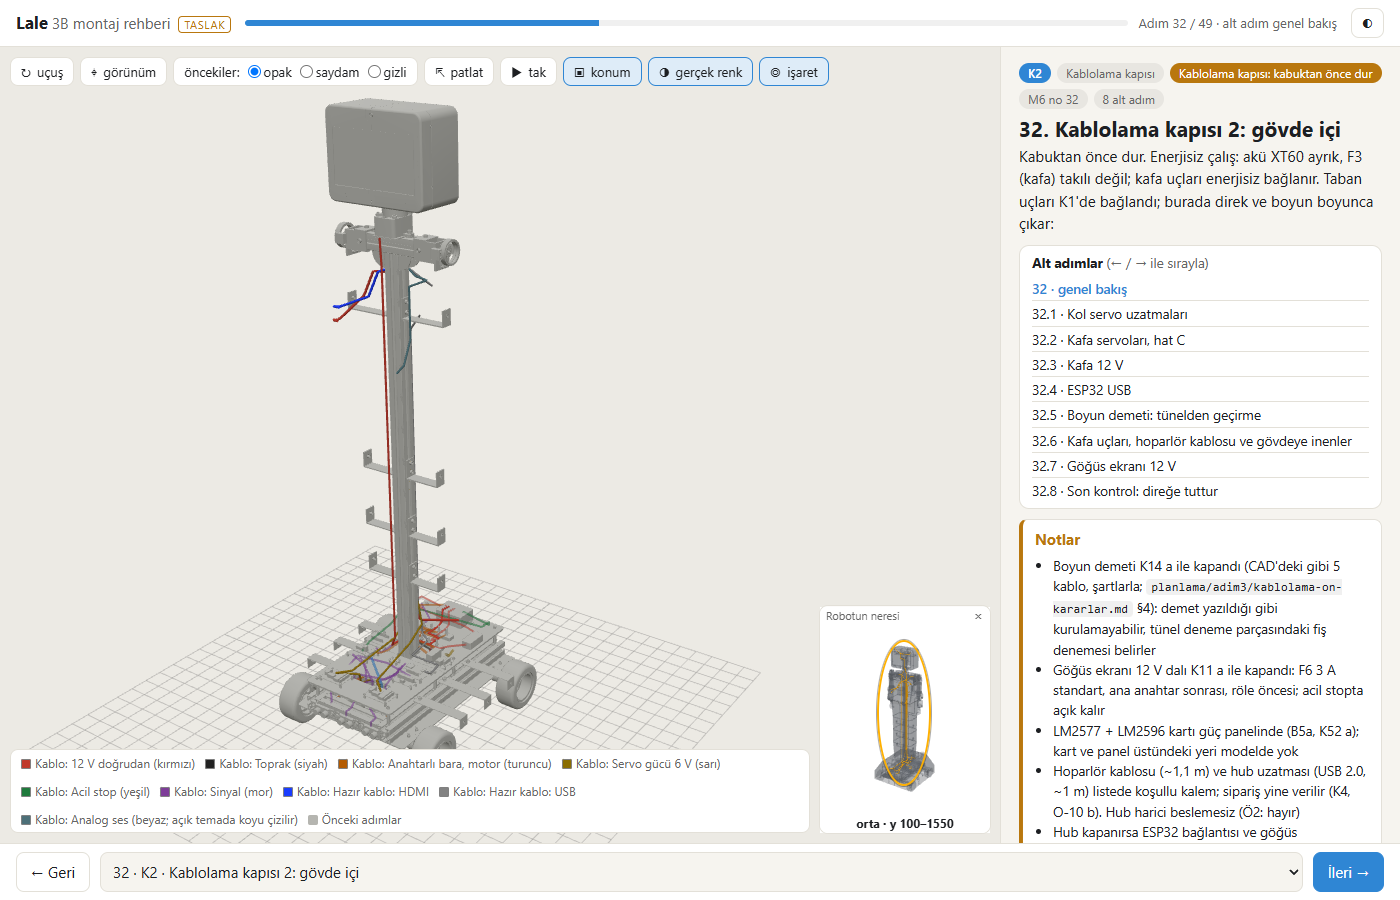 Lale 3B montaj rehberi TASLAK
Adım 32 / 49 · alt adım genel bakış
↻ uçuş
⌖ görünüm
öncekiler: opak saydam gizli
⇱ patlat
▶ tak
▣ konum
◑ gerçek renk
◎ işaret
K2 Kablolama kapısı Kablolama kapısı: kabuktan önce dur
M6 no 32 8 alt adım
32. Kablolama kapısı 2: gövde içi
Kabuktan önce dur. Enerjisiz çalış: akü XT60 ayrık, F3
(kafa) takılı değil; kafa uçları enerjisiz bağlanır. Taban
uçları K1'de bağlandı; burada direk ve boyun boyunca
çıkar:
Alt adımlar (← / → ile sırayla)
32 · genel bakış
32.1 · Kol servo uzatmaları
32.2 · Kafa servoları, hat C
32.3 · Kafa 12 V
32.4 · ESP32 USB
32.5 · Boyun demeti: tünelden geçirme
32.6 · Kafa uçları, hoparlör kablosu ve gövdeye inenler
32.7 · Göğüs ekranı 12 V
32.8 · Son kontrol: direğe tuttur
Notlar
• Boyun demeti K14 a ile kapandı (CAD'deki gibi 5
kablo, şartlarla; planlama/adim3/kablolama-on-
kararlar.md §4): demet yazıldığı gibi
kurulamayabilir, tünel deneme parçasındaki fiş
denemesi belirler
• Göğüs ekranı 12 V dalı K11 a ile kapandı: F6 3 A
standart, ana anahtar sonrası, röle öncesi; acil stopta
açık kalır
• LM2577 + LM2596 kartı güç panelinde (B5a, K52 a);
kart ve panel üstündeki yeri modelde yok
• Hoparlör kablosu (~1,1 m) ve hub uzatması (USB 2.0,
~1 m) listede koşullu kalem; sipariş yine verilir (K4,
O-10 b). Hub harici beslemesiz (Ö2: hayır)
• Hub kapanırsa ESP32 bağlantısı ve göğüs
Robotun neresi ×
orta · y 100–1550
Kablo: 12 V doğrudan (kırmızı) Kablo: Toprak (siyah) Kablo: Anahtarlı bara, motor (turuncu) Kablo: Servo gücü 6 V (sarı)
Kablo: Acil stop (yeşil) Kablo: Sinyal (mor) Kablo: Hazır kablo: HDMI Kablo: Hazır kablo: USB
Kablo: Analog ses (beyaz; açık temada koyu çizilir) Önceki adımlar
← Geri
32 · K2 · Kablolama kapısı 2: gövde içi
İleri →